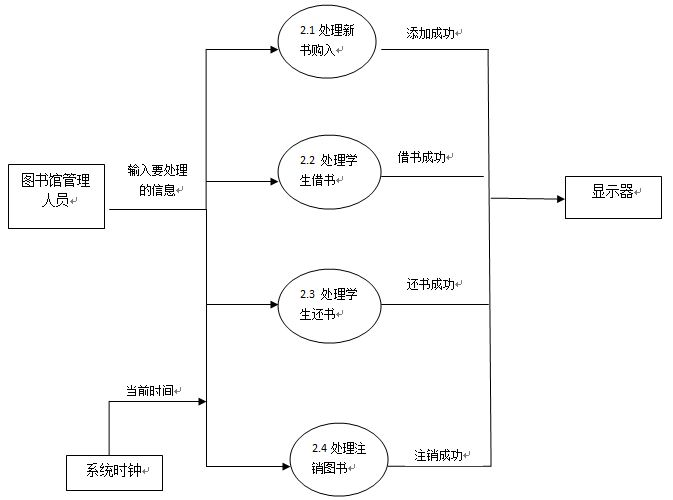 2.1 处理新
书购入
添加成功
2.2 处理学
生借书
借书成功
输入要处理
的信息
图书馆管理
人员
显示器
2.3 处理学
生还书
还书成功
当前时间
系统时钟
2.4 处理注
销图书
注销成功